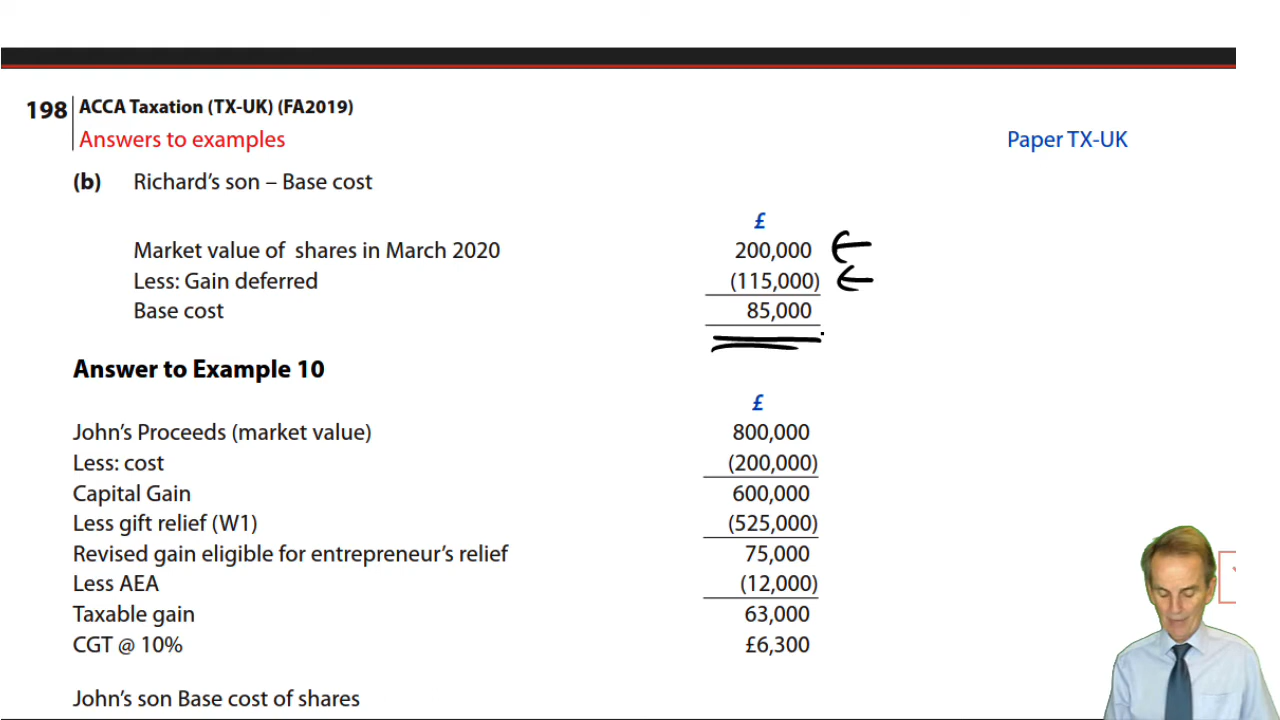 198 ACCA Taxation (TX-UK) (FA2019)
Answers to examples Paper TX-UK
(b) Richard’s son – Base cost
£
Market value of shares in March 2020 200,000
Less: Gain deferred (115,000)
Base cost 85,000
Answer to Example 10
£
John’s Proceeds (market value) 800,000
Less: cost (200,000)
Capital Gain 600,000
Less gift relief (W1) (525,000)
Revised gain eligible for entrepreneur’s relief 75,000
Less AEA (12,000)
Taxable gain 63,000
CGT @ 10% £6,300
John’s son Base cost of shares